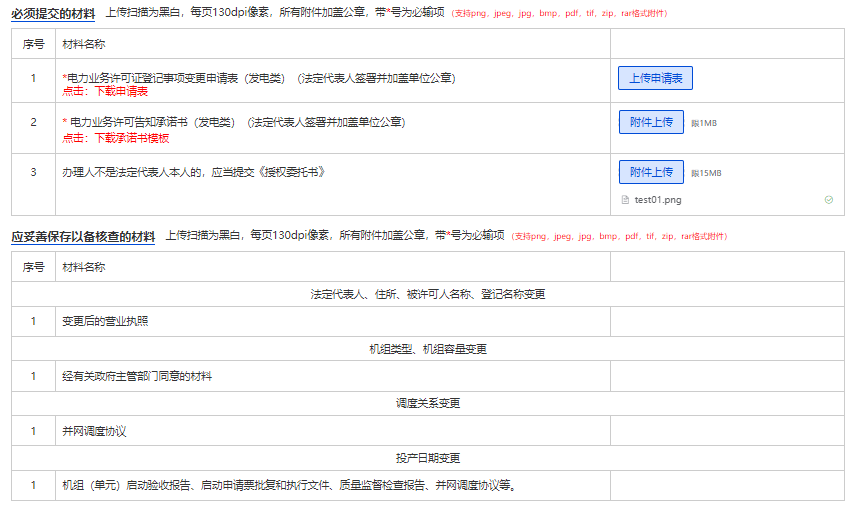 必须提交的材料 上传扫描为黑白，每页130dpi像素，所有附件加盖公章，带*号为必输项 （支持png，jpeg，jpg，bmp，pdf，tif，zip，rar格式附件）
序号 材料名称
1 *电力业务许可证登记事项变更申请表（发电类）（法定代表人签署并加盖单位公章） 上传申请表
点击：下载申请表
2 * 电力业务许可告知承诺书（发电类）（法定代表人签署并加盖单位公章） 附件上传 限1MB
点击：下载承诺书模板
3 办理人不是法定代表人本人的，应当提交《授权委托书》 附件上传 限15MB
test01.png
应妥善保存以备核查的材料 上传扫描为黑白，每页130dpi像素，所有附件加盖公章，带*号为必输项 （支持png，jpeg，jpg，bmp，pdf，tif，zip，rar格式附件）
序号 材料名称
法定代表人、住所、被许可人名称、登记名称变更
1 变更后的营业执照
机组类型、机组容量变更
1 经有关政府主管部门同意的材料
调度关系变更
1 并网调度协议
投产日期变更
1 机组（单元）启动验收报告、启动申请票批复和执行文件、质量监督检查报告、并网调度协议等。